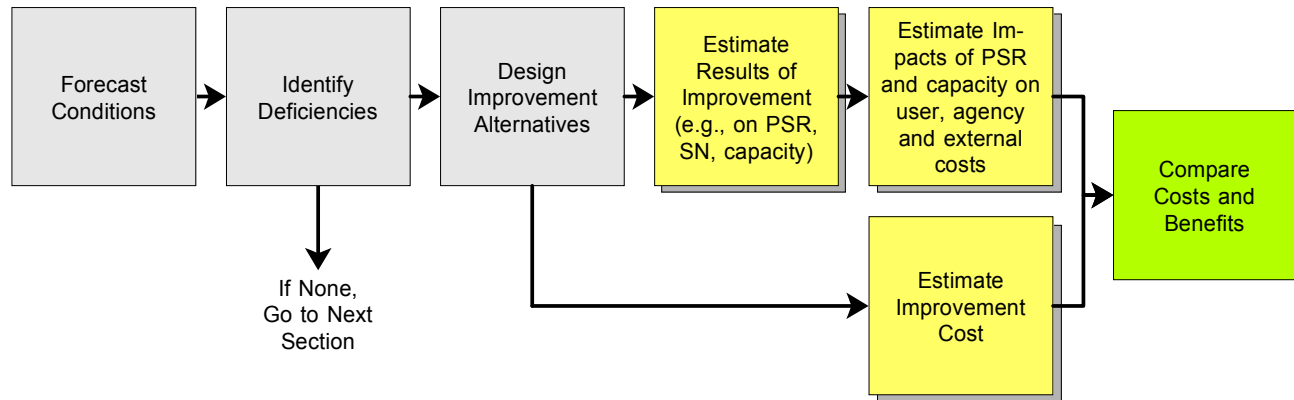 Forecast
Conditions
Identify
Deficiencies
Design
Improvement
Alternatives
Estimate
Results of
Improvement
(e.g., on PSR,
SN, capacity)
Estimate Im-
pacts of PSR
and capacity on
user, agency
and external
costs
Compare
Costs and
Benefits
If None,
Go to Next
Section
Estimate
Improvement
Cost